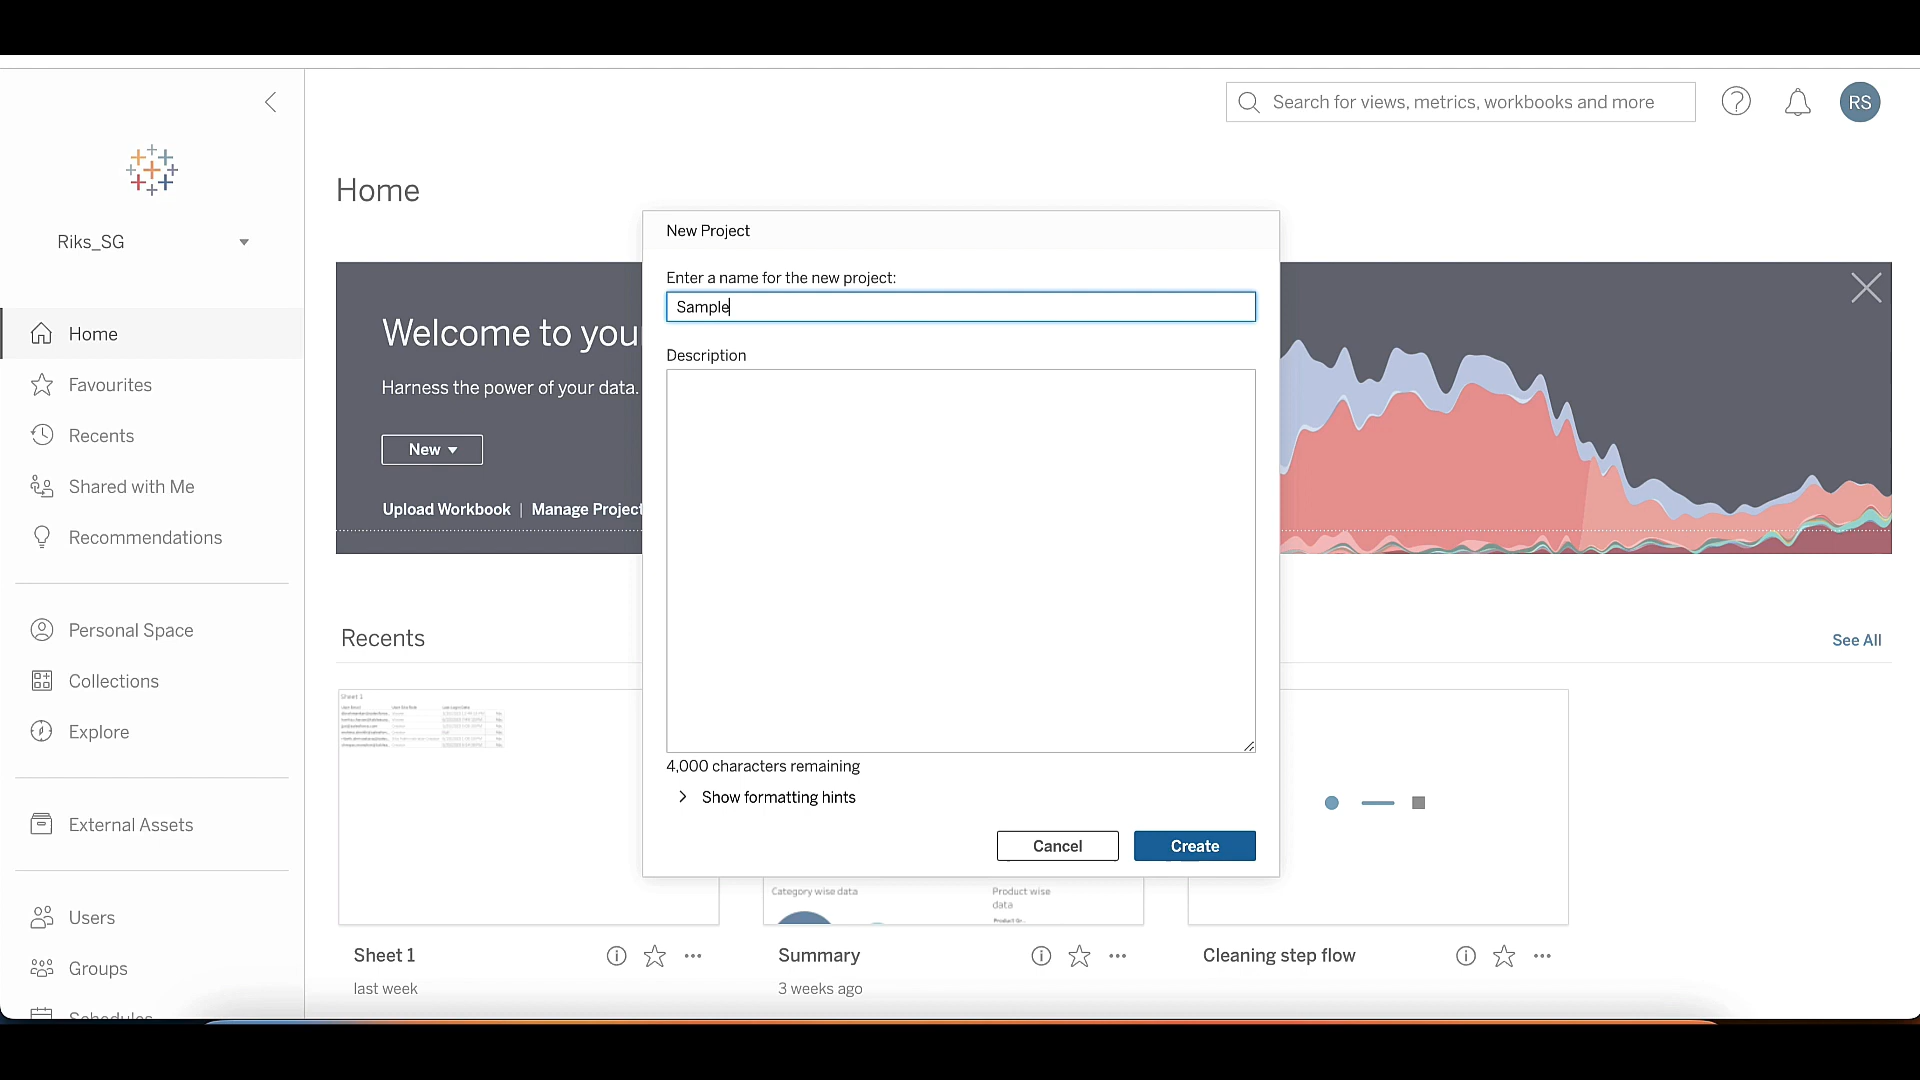 Search for views, metrics, workbooks and more
RS
Riks_SG
Home
Favourites
Recents
Shared with Me
Recommendations
Personal Space
Collections
Explore
External Assets
Users
Groups
Schedules
Home
Welcome to you
Harness the power of your data.
New
Upload Workbook | Manage Project
New Project
Enter a name for the new project:
Sample
Description
4,000 characters remaining
Show formatting hints
Cancel
Create
Recents
See All
Sheet 1
Category wise data
Product wise
data
Sheet 1
last week
Summary
3 weeks ago
Cleaning step flow